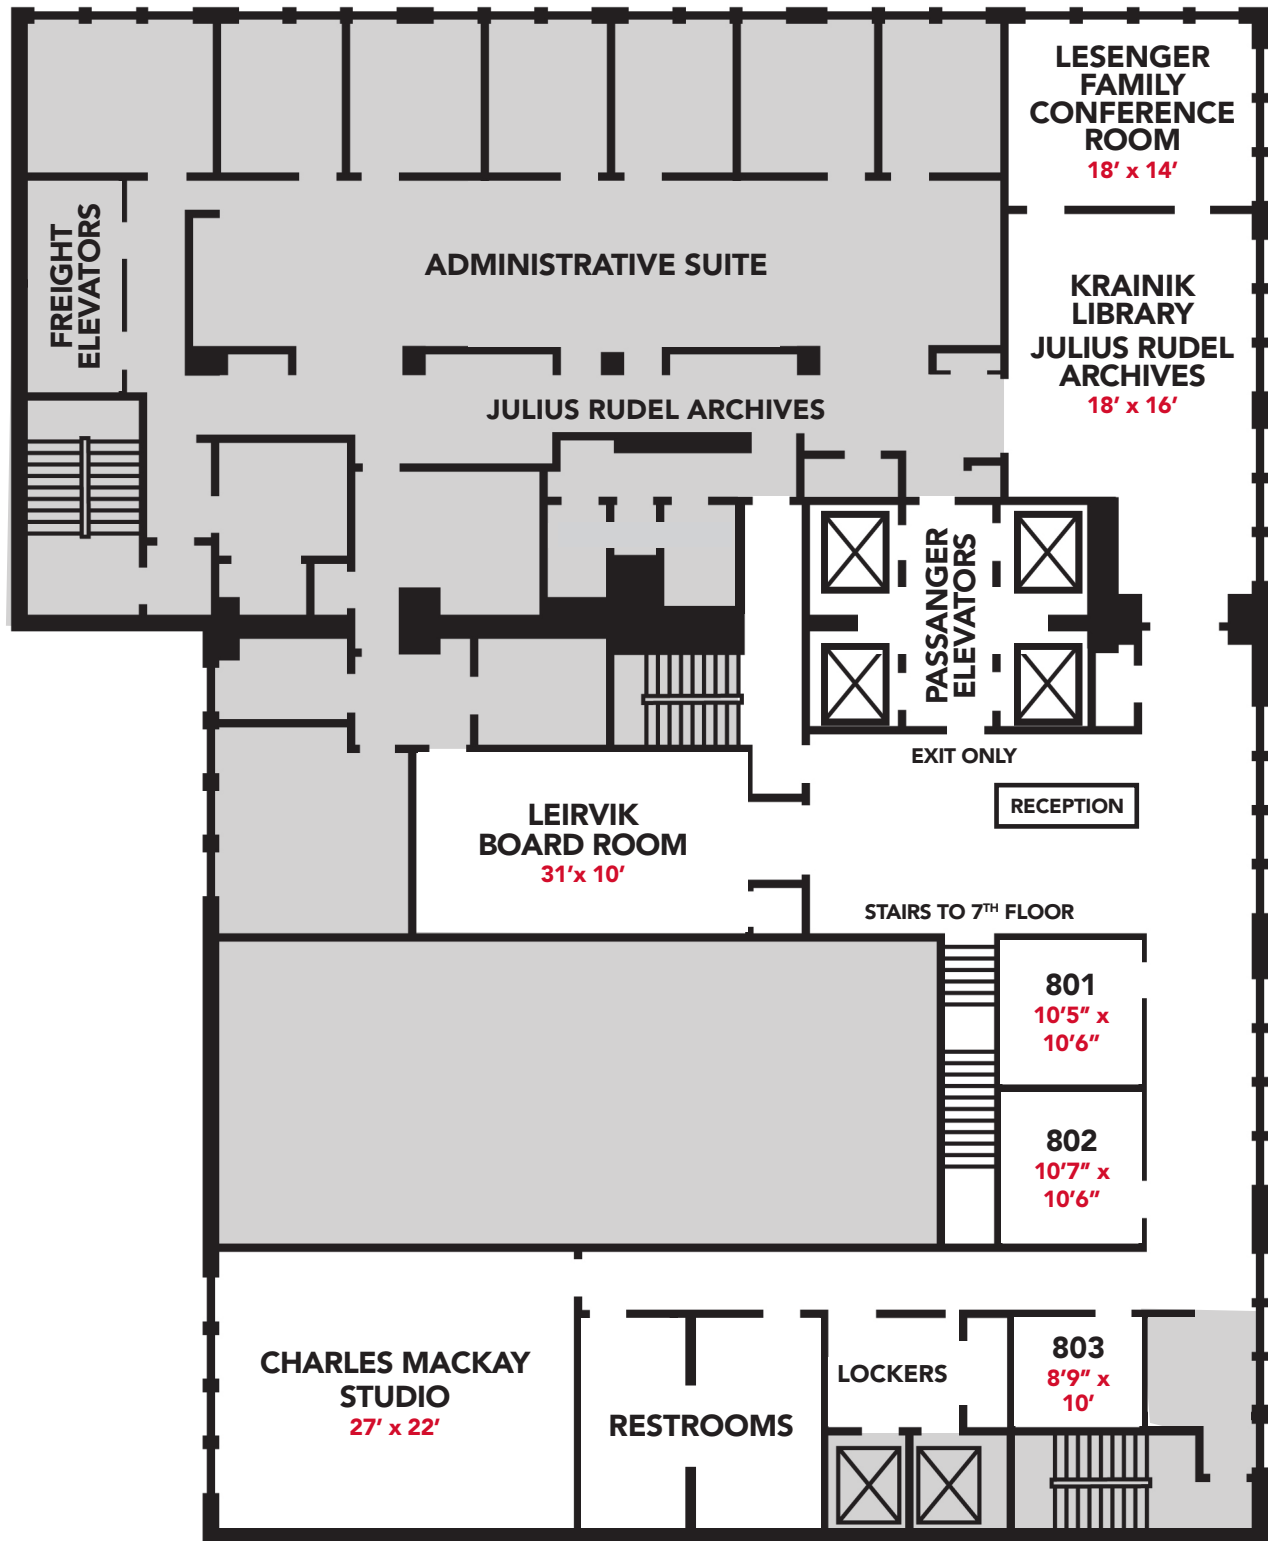 LESENGER
FAMILY
CONFERENCE
ROOM
18’ x 14’
FREIGHT
ELEVATORS
ADMINISTRATIVE SUITE
KRAINIK
LIBRARY
JULIUS RUDEL
ARCHIVES
18’ x 16’
JULIUS RUDEL ARCHIVES
PASSANGER
ELEVATORS
EXIT ONLY
RECEPTION
LEIRVIK
BOARD ROOM
31’x 10’
STAIRS TO 7TH FLOOR
801
10’5” x
10’6”
802
10’7” x
10’6”
CHARLES MACKAY
STUDIO
27’ x 22’
RESTROOMS
LOCKERS
803
8’9” x
10’